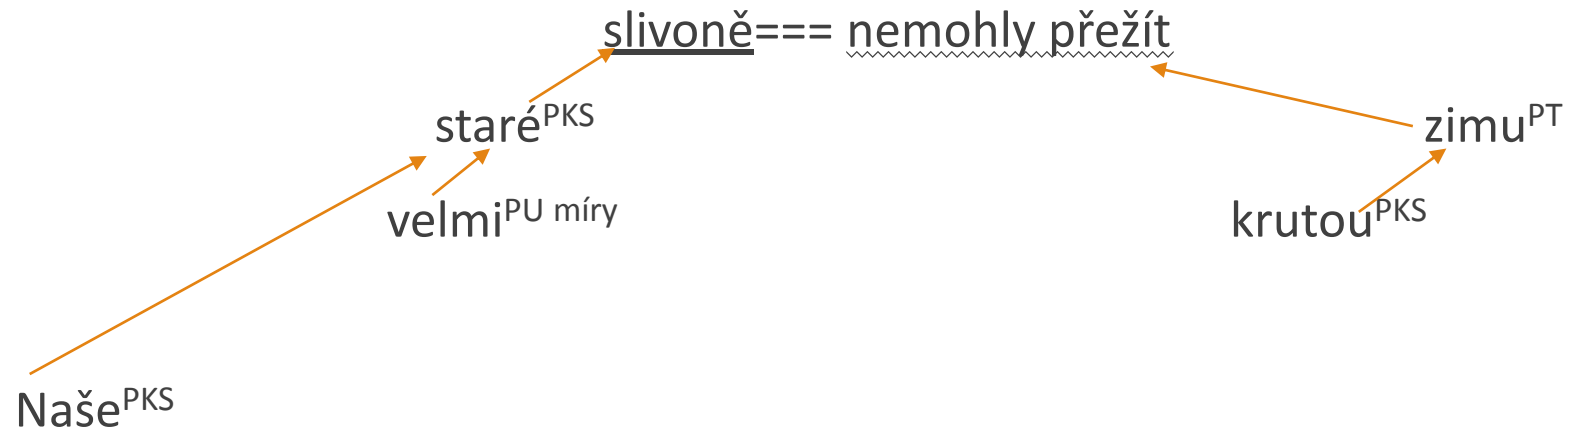 slivoně=== nemohly přežít
staréPKS zimuPT
velmiPU míry krutouPKS
NašePKS